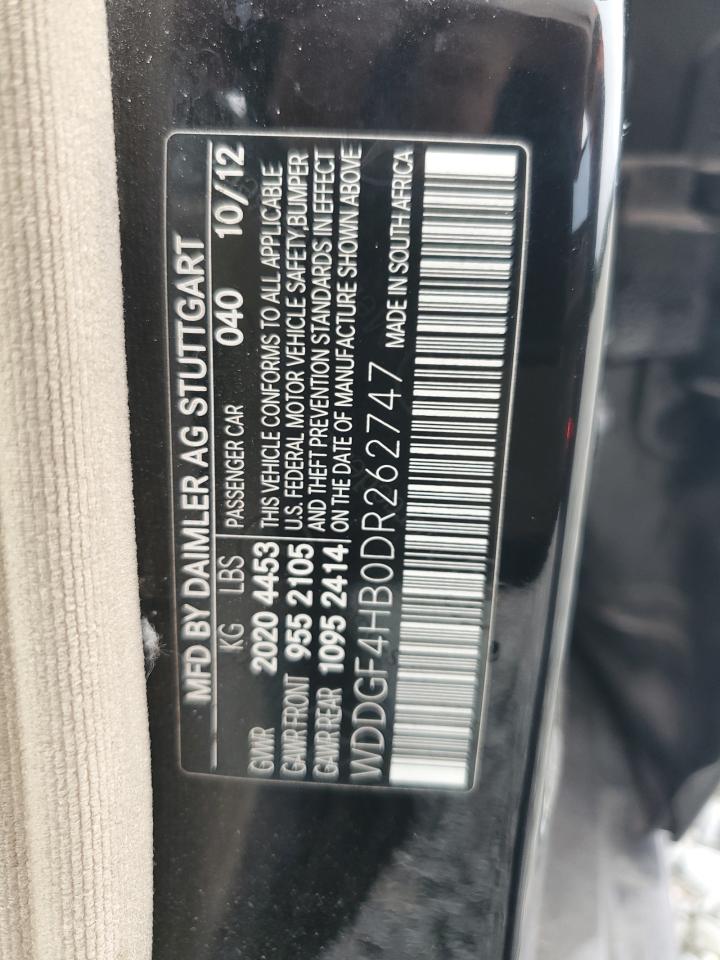 MFD BY DAIMLER AG STUTTGART
KG LBS PASSENGER CAR 040 10/12
GWR 2020 4453 THIS VEHICLE CONFORMS TO ALL APPLICABLE
GAWR FRONT 955 2105 U.S. FEDERAL MOTOR VEHICLE SAFETY,BUMPER
GAWR REAR 1095 2414 AND THEFT PREVENTION STANDARDS IN EFFECT
ON THE DATE OF MANUFACTURE SHOWN ABOVE
WDDGF4HB0DR262747 MADE IN SOUTH AFRICA